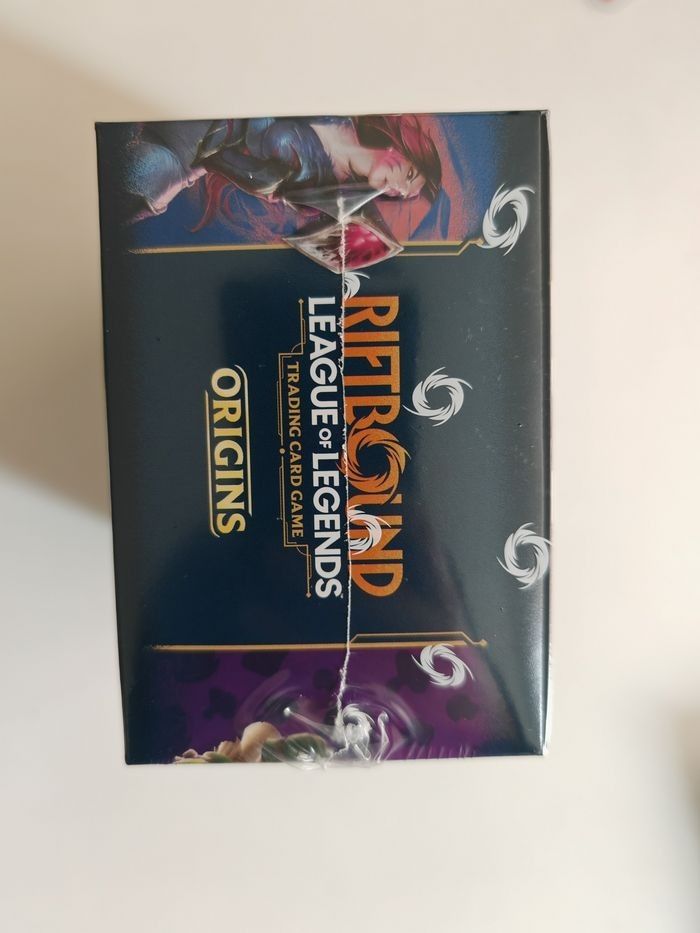 RIFTBOUND
LEAGUE OF LEGENDS
TRADING CARD GAME
ORIGINS